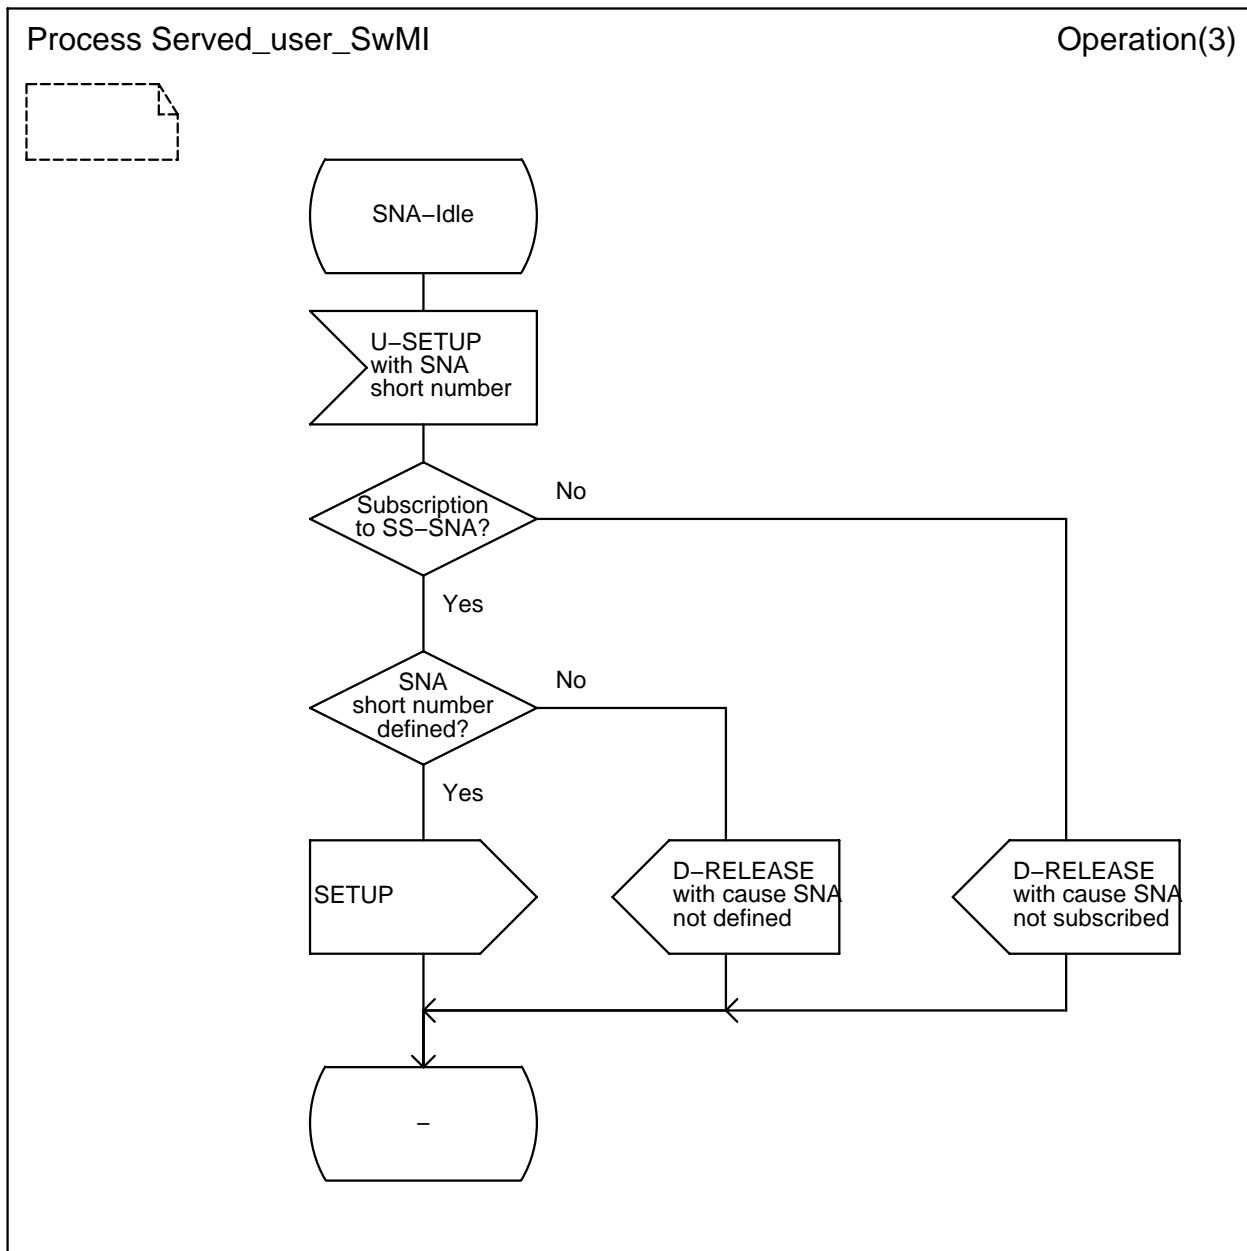 Process Served_user_SwMI
Operation(3)
SNA–Idle
U–SETUP
with SNA
short number
Subscription
to SS–SNA?
No
Yes
SNA
short number
defined?
No
Yes
SETUP
D–RELEASE
with cause SNA
not defined
D–RELEASE
with cause SNA
not subscribed
–